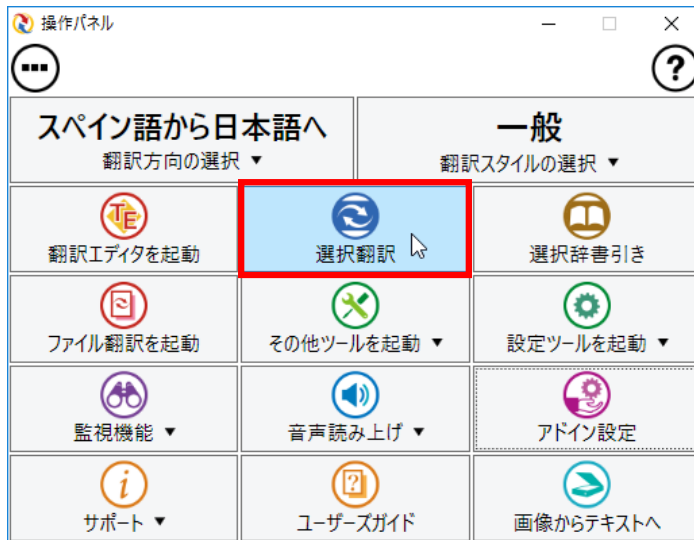 操作パネル
スペイン語から日本語へ
翻訳方向の選択 ▼
一般
翻訳スタイルの選択 ▼
TE
翻訳エディタを起動
選択翻訳
選択辞書引き
ファイル翻訳を起動
その他ツールを起動 ▼
設定ツールを起動 ▼
監視機能 ▼
音声読み上げ ▼
アドイン設定
サポート ▼
ユーザーズガイド
画像からテキストへ